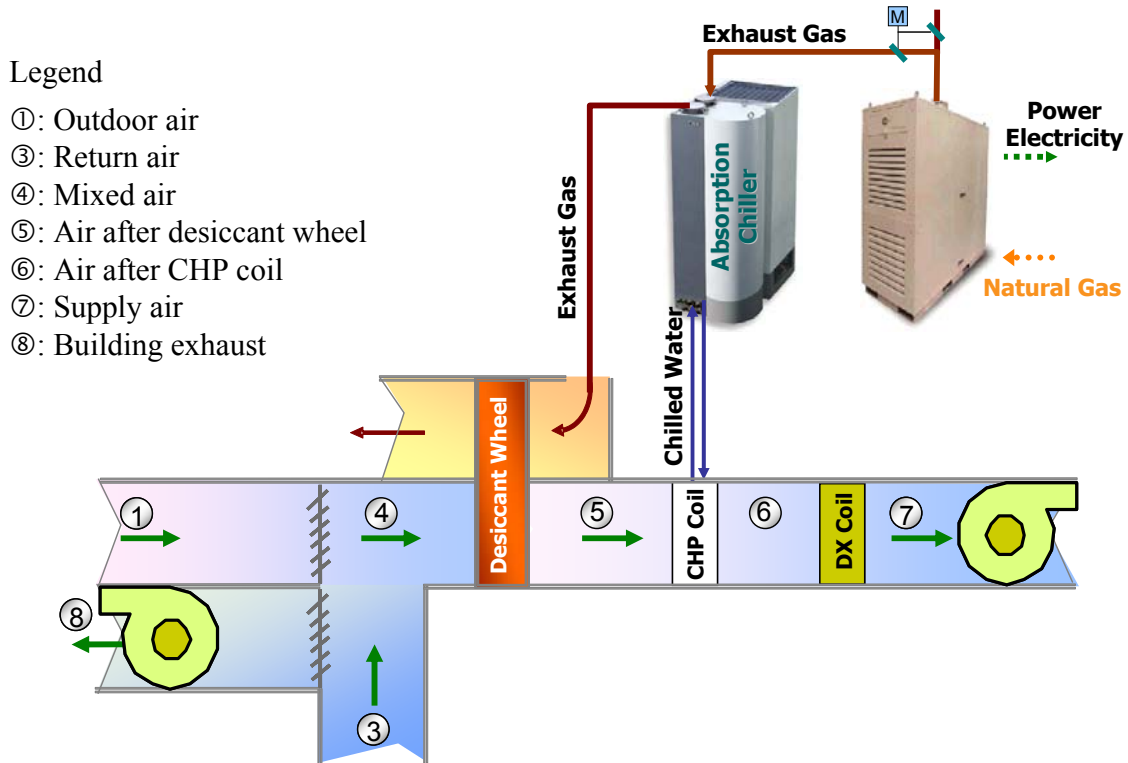 Legend
①: Outdoor air
③: Return air
④: Mixed air
⑤: Air after desiccant wheel
⑥: Air after CHP coil
⑦: Supply air
⑧: Building exhaust
M
Exhaust Gas
Power
Electricity
Natural Gas
Absorption
Chiller
Exhaust Gas
Chilled Water
Desiccant Wheel
①
④
⑤
CHP Coil
⑥
DX Coil
⑦
⑧
③